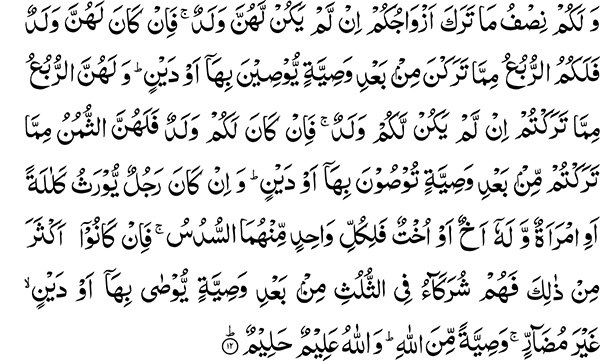 وَ لَكُمْ نِصْفُ مَا تَرَكَ اَزْوَاجُكُمْ اِنْ لَّمْ يَكُنْ لَّهُنَّ وَلَدٌ ۚ فَاِنْ كَانَ لَهُنَّ وَلَدٌ
فَلَكُمُ الرُّبُعُ مِمَّا تَرَكْنَ مِنْۢ بَعْدِ وَصِيَّةٍ يُّوْصِيْنَ بِهَاۤ اَوْ دَيْنٍ ؕ وَ لَهُنَّ الرُّبُعُ
مِمَّا تَرَكْتُمْ اِنْ لَّمْ يَكُنْ لَّكُمْ وَلَدٌ ۚ فَاِنْ كَانَ لَكُمْ وَلَدٌ فَلَهُنَّ الثُّمُنُ مِمَّا
تَرَكْتُمْ مِّنْۢ بَعْدِ وَصِيَّةٍ تُوْصُوْنَ بِهَاۤ اَوْ دَيْنٍ ؕ وَ اِنْ كَانَ رَجُلٌ يُّوْرَثُ كَلٰلَةً
اَوِ امْرَاَةٌ وَّ لَهٗۤ اَخٌ اَوْ اُخْتٌ فَلِكُلِّ وَاحِدٍ مِّنْهُمَا السُّدُسُ ۚ فَاِنْ كَانُوْۤا اَكْثَرَ
مِنْ ذٰلِكَ فَهُمْ شُرَكَآءُ فِی الثُّلُثِ مِنْۢ بَعْدِ وَصِيَّةٍ يُّوْصٰی بِهَاۤ اَوْ دَيْنٍ ۙ
غَيْرَ مُضَآرٍّ ۚ وَصِيَّةً مِّنَ اللّٰهِ ؕ وَ اللّٰهُ عَلِيْمٌ حَلِيْمٌ ؕ﴿۱۲﴾